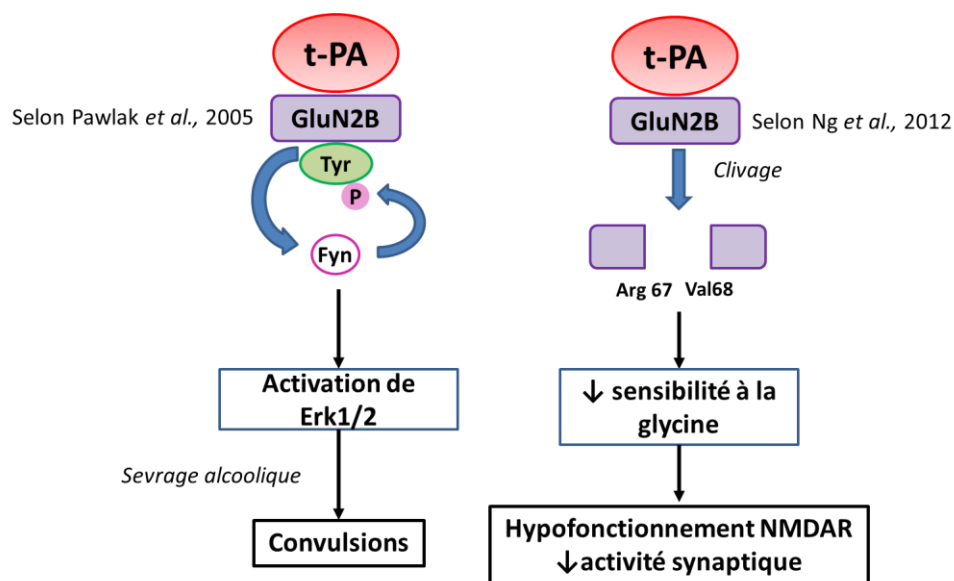 t-PA
Selon Pawlak et al., 2005
GluN2B
Tyr
P
Fyn
Activation de
Erk1/2
Sevrage alcoolique
Convulsions
t-PA
GluN2B
Selon Ng et al., 2012
Clivage
Arg 67 Val68
↓ sensibilité à la
glycine
Hypofonctionnement NMDAR
↓activité synaptique